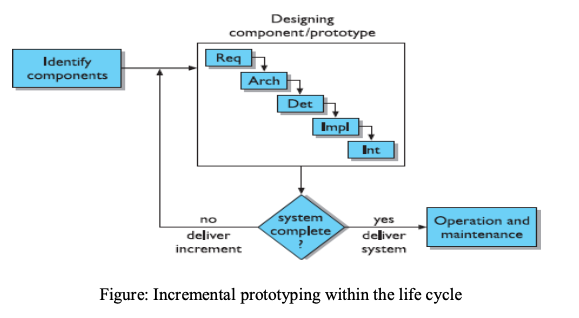 Designing
component/prototype
Identify
components
Req
Arch
Det
Impl
Int
no
deliver
increment
system
complete
?
yes
deliver
system
Operation and
maintenance
Figure: Incremental prototyping within the life cycle